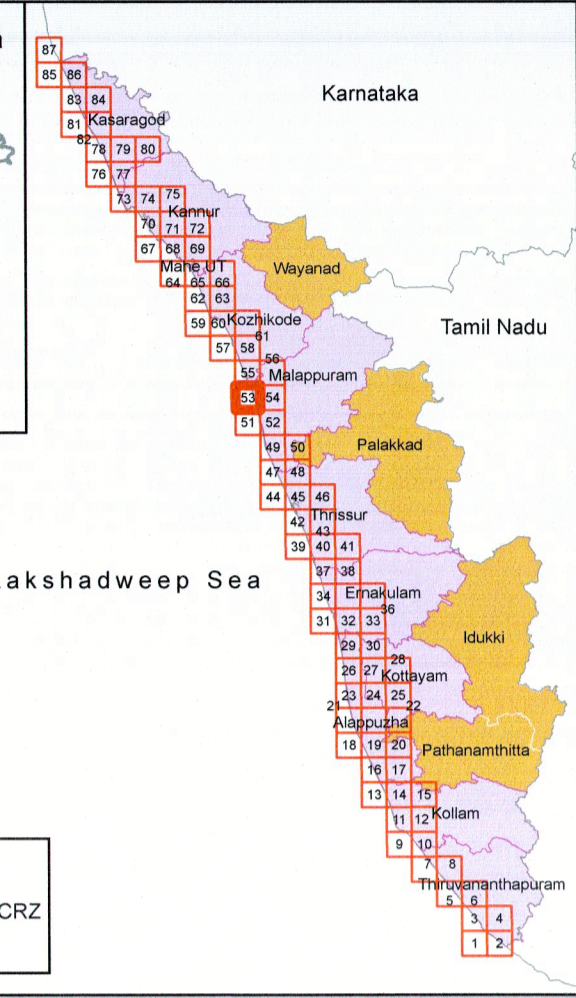 87
85 86
Karnataka
83 84
81 Kasaragod
82
78 79 80
76 77
73 74 75
Kannur
70 71 72
67 68 69
Mahe UT
64 65 66
Wayanad
62 63
59 60 Kozhikode
61
Tamil Nadu
57 58
56
55 Malappuram
53 54
51 52
49 50 Palakkad
47 48
44 45 46
42 Thrissur
43
39 40 41
37 38
akshadweep Sea
34 Ernakulam
36
31 32 33
29 30
Idukki
28
26 27 Kottayam
23 24 25
21 22
Alappuzha
18 19 20 Pathanamthitta
16 17
13 14 15
11 12 Kollam
9 10
7 8
Thiruvananthapuram
5 6
CRZ
3 4
1 2